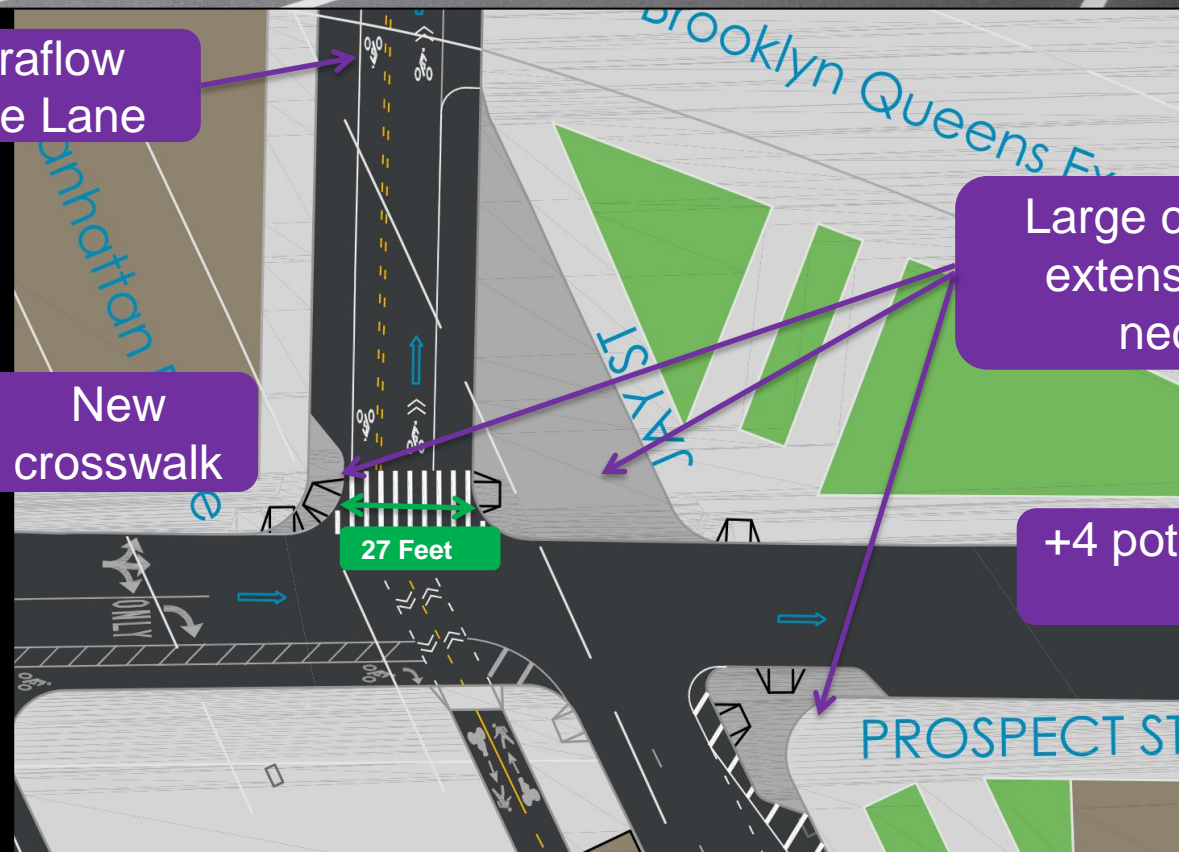 raflow
e Lane
Brooklyn Queens Ex
anhattan
Large c
extens
nec
JAY ST
New
crosswalk
27 Feet
+4 pot
ONLY
PROSPECT ST